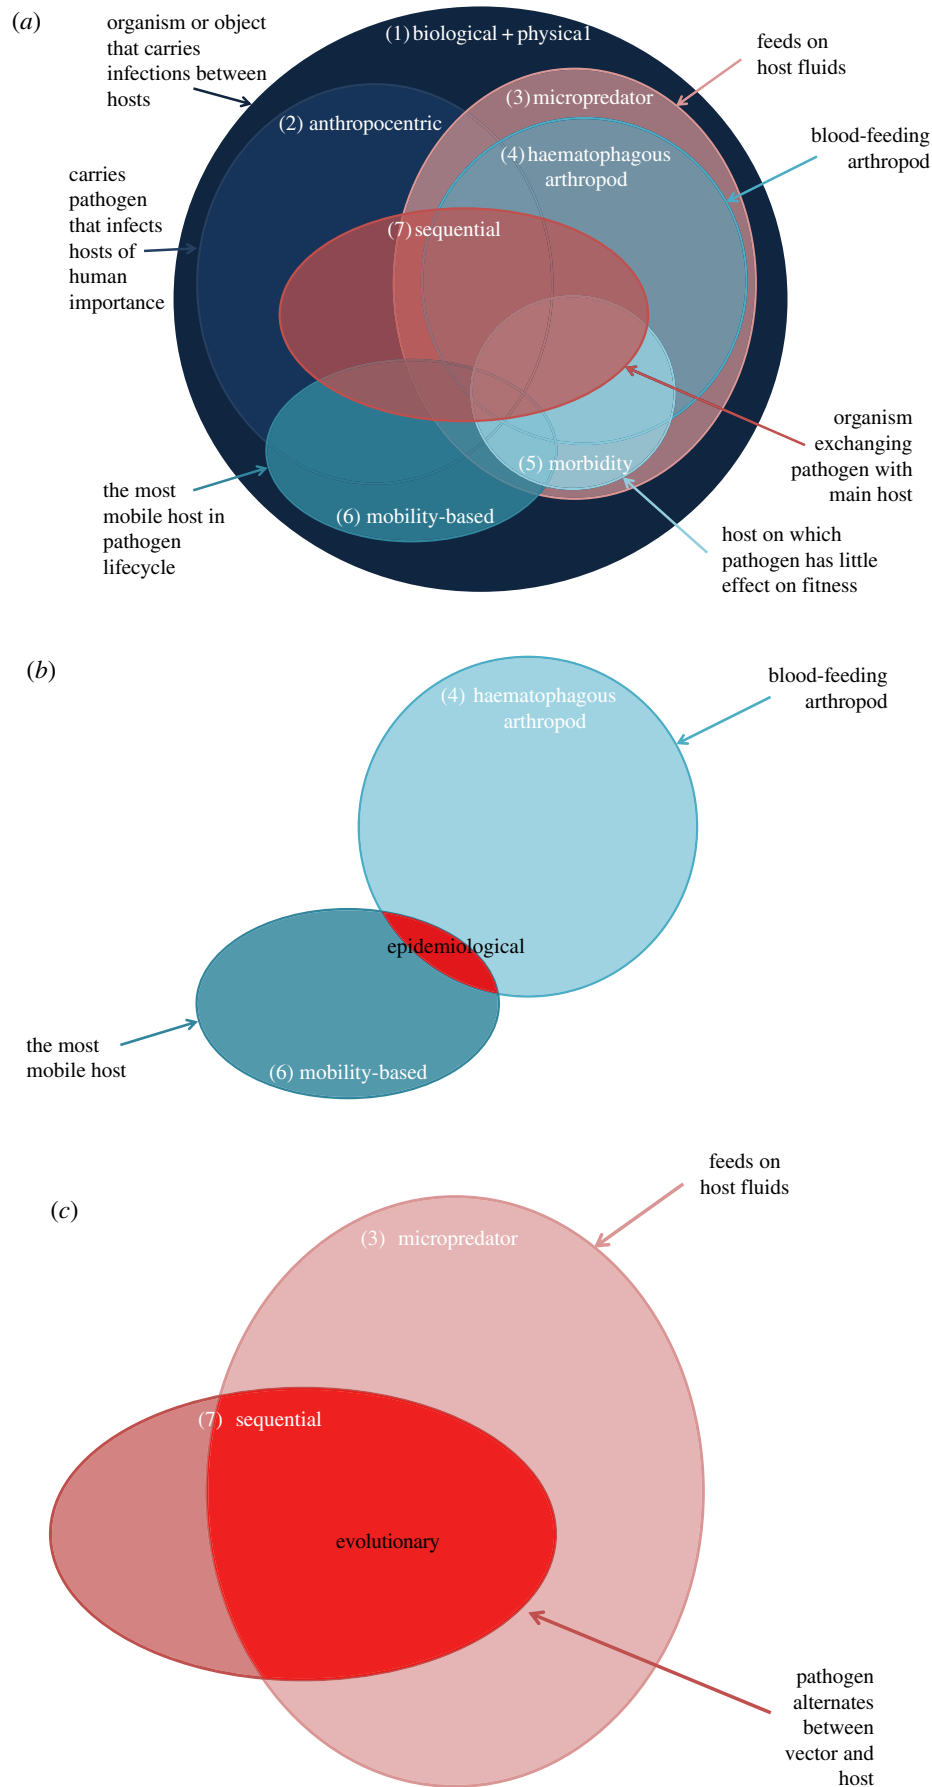 (a)
organism or object
that carries
infections between
hosts
(1) biological + physical
feeds on
host fluids
(2) anthropocentric
(3) micropredator
(4) haematophagous
arthropod
blood-feeding
arthropod
carries
pathogen
that infects
hosts of
human
importance
(7) sequential
organism
exchanging
pathogen with
main host
(5) morbidity
the most
mobile host in
pathogen
lifecycle
(6) mobility-based
host on which
pathogen has little
effect on fitness
(b)
(4) haematophagous
arthropod
blood-feeding
arthropod
epidemiological
the most
mobile host
(6) mobility-based
(c)
feeds on
host fluids
(3) micropredator
(7) sequential
evolutionary
pathogen
alternates
between
vector and
host